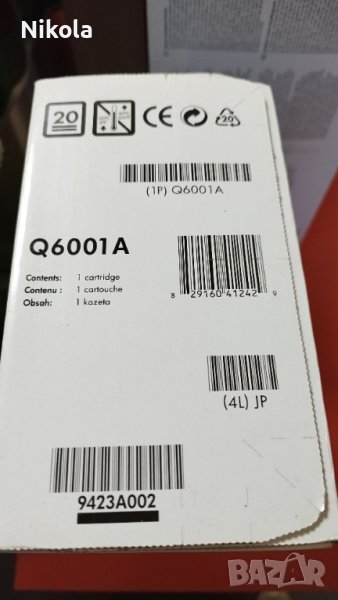 Nikola
20
CE
20
(1P) Q6001A
Q6001A
Contents: 1 cartridge
Contenu : 1 cartouche
Obsah: 1 kazeta
8 29160 41242 9
(4L) JP
9423A002
BAZAR